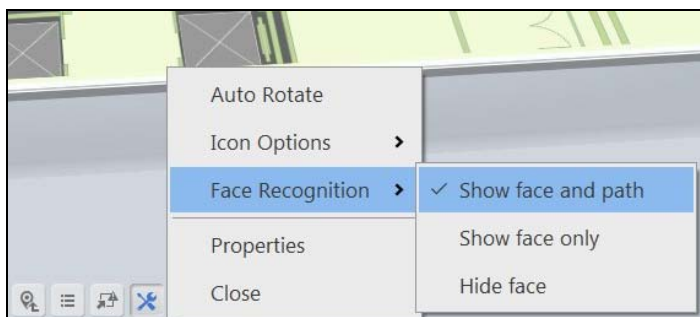 Auto Rotate
Icon Options
Face Recognition
Show face and path
Show face only
Properties
Hide face
Close